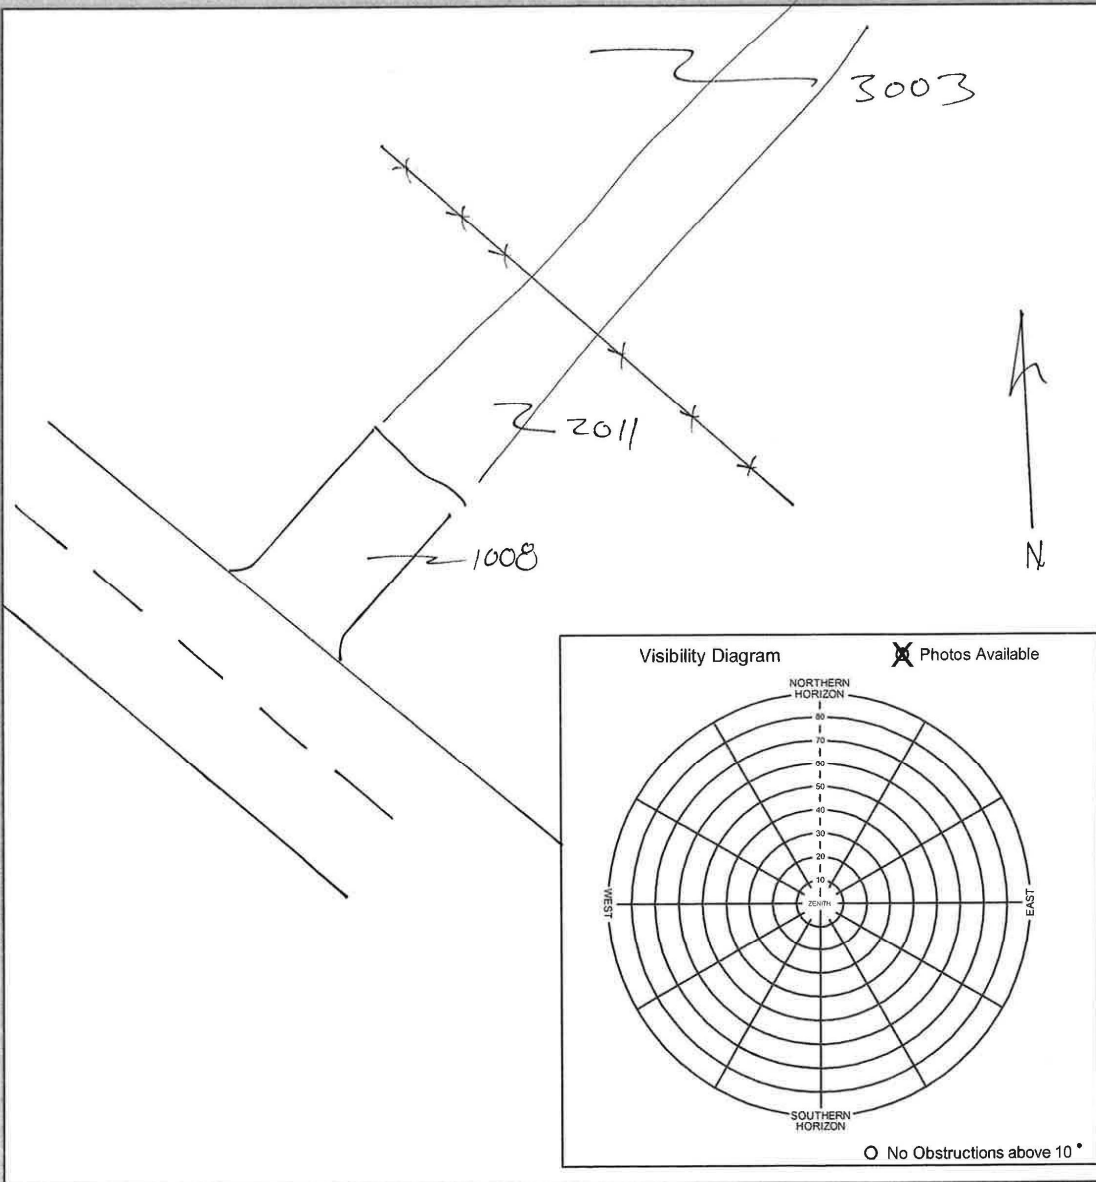 3003
2011
1008
N
Visibility Diagram
Photos Available
NORTHERN
HORIZON
80
70
60
50
40
30
20
10
ZENITH
WEST
EAST
SOUTHERN
HORIZON
No Obstructions above 10°